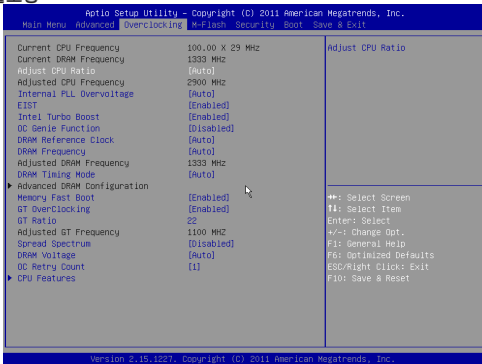 Aptio Setup Utility – Copyright (C) 2011 American Megatrends, Inc.
Main Menu Advanced Overclocking M-Flash Security Boot Save & Exit
Current CPU Frequency 100.00 X 29 MHz
Current DRAM Frequency 1333 MHz
Adjust CPU Ratio [Auto]
Adjusted CPU Frequency 2900 MHz
Internal PLL Overvoltage [Auto]
EIST [Enabled]
Intel Turbo Boost [Enabled]
OC Genie Function [Disabled]
DRAM Reference Clock [Auto]
DRAM Frequency [Auto]
Adjusted DRAM Frequency 1333 MHz
DRAM Timing Mode [Auto]
Advanced DRAM Configuration
Memory Fast Boot [Enabled]
GT OverClocking [Enabled]
GT Ratio 22
Adjusted GT Frequency 1100 MHZ
Spread Spectrum [Disabled]
DRAM Voltage [Auto]
OC Retry Count [1]
CPU Features
Adjust CPU Ratio
→←: Select Screen
↑↓: Select Item
Enter: Select
+/-: Change Opt.
F1: General Help
F6: Optimized Defaults
ESC/Right Click: Exit
F10: Save & Reset
Version 2.15.1227. Copyright (C) 2011 American Megatrends, Inc.